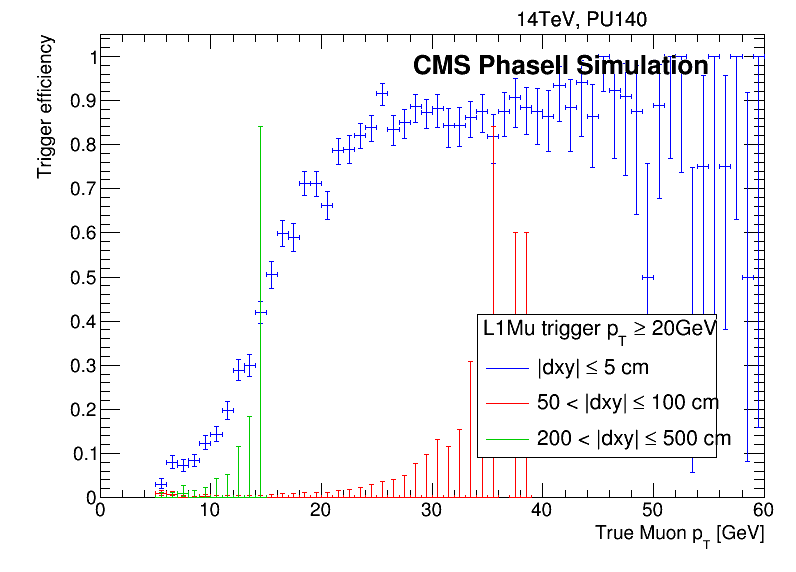 14TeV, PU140
CMS PhaseII Simulation
Trigger efficiency
1
0.9
0.8
0.7
0.6
0.5
0.4
0.3
0.2
0.1
0
L1Mu trigger p_T ≥ 20GeV
|dxy| ≤ 5 cm
50 < |dxy| ≤ 100 cm
200 < |dxy| ≤ 500 cm
0 10 20 30 40 50 60
True Muon p_T [GeV]